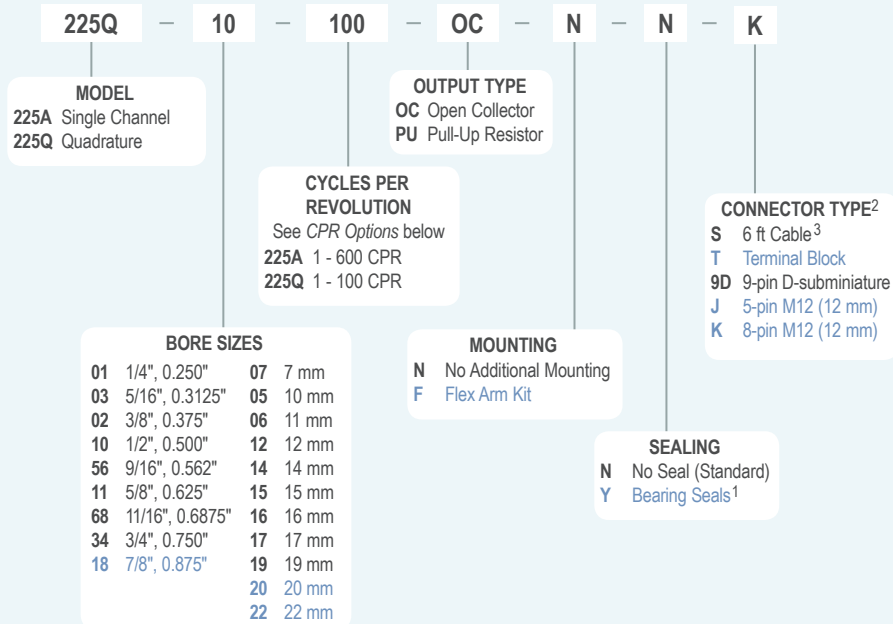 225Q – 10 – 100 – OC – N – N – K
MODEL
225A Single Channel
225Q Quadrature
OUTPUT TYPE
OC Open Collector
PU Pull-Up Resistor
CYCLES PER
REVOLUTION
See CPR Options below
225A 1 - 600 CPR
225Q 1 - 100 CPR
CONNECTOR TYPE2
S 6 ft Cable3
T Terminal Block
9D 9-pin D-subminiature
J 5-pin M12 (12 mm)
K 8-pin M12 (12 mm)
BORE SIZES
01 1/4", 0.250" 07 7 mm
03 5/16", 0.3125" 05 10 mm
02 3/8", 0.375" 06 11 mm
10 1/2", 0.500" 12 12 mm
56 9/16", 0.562" 14 14 mm
11 5/8", 0.625" 15 15 mm
68 11/16", 0.6875" 16 16 mm
34 3/4", 0.750" 17 17 mm
18 7/8", 0.875" 19 19 mm
20 20 mm
22 22 mm
MOUNTING
N No Additional Mounting
F Flex Arm Kit
SEALING
N No Seal (Standard)
Y Bearing Seals1